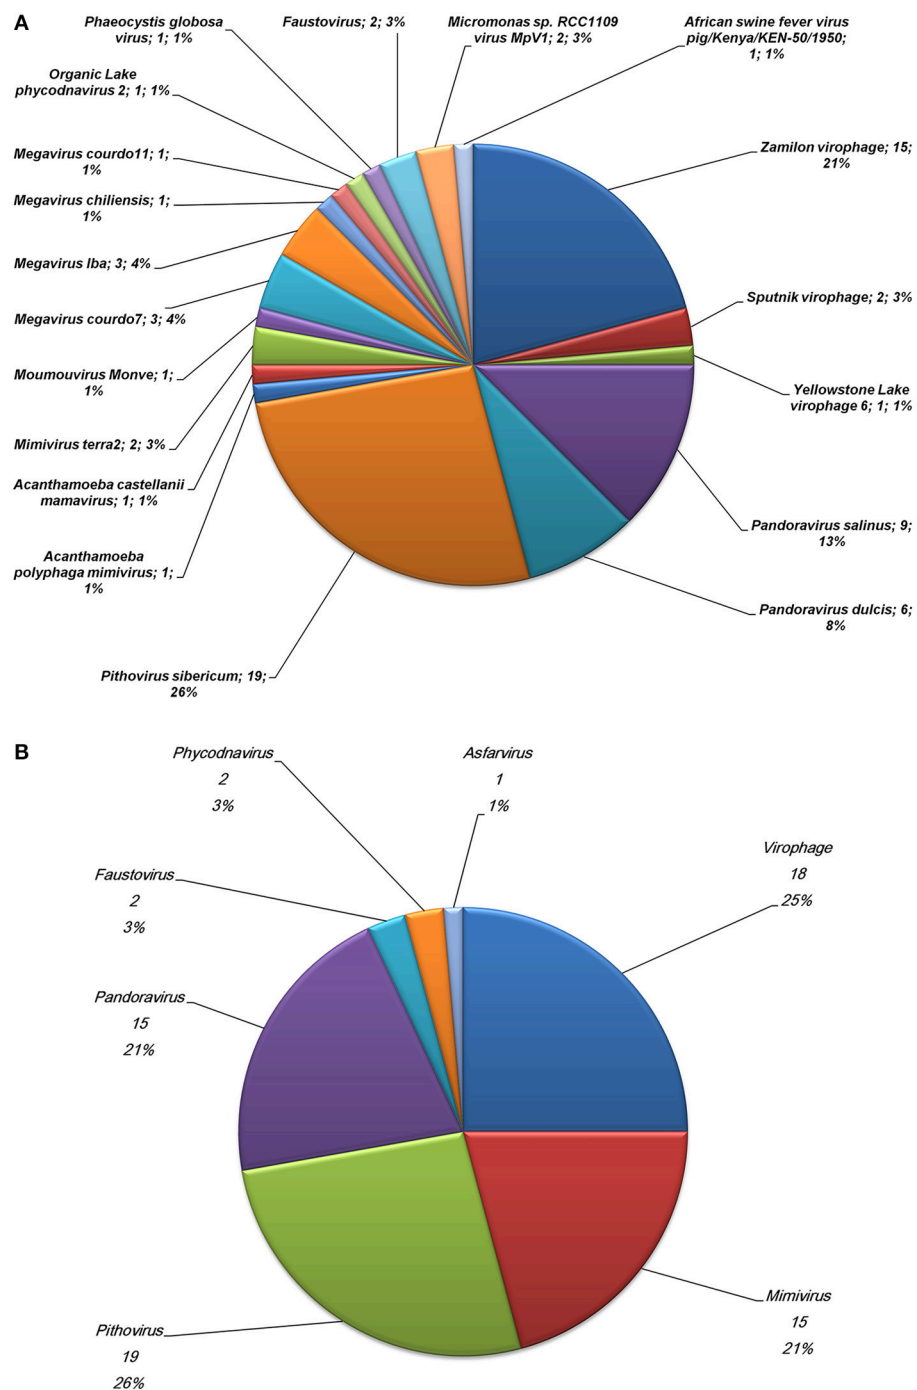 A
Phaeocystis globosa
virus; 1; 1%
Faustovirus; 2; 3%
Micromonas sp. RCC1109
virus MpV1; 2; 3%
African swine fever virus
pig/Kenya/KEN-50/1950;
1; 1%
Organic Lake
phycodnavirus 2; 1; 1%
Megavirus courdo11; 1;
1%
Megavirus chiliensis; 1;
1%
Megavirus lba; 3; 4%
Megavirus courdo7; 3; 4%
Moumouvirus Monve; 1;
1%
Mimivirus terra2; 2; 3%
Acanthamoeba castellanii
mamavirus; 1; 1%
Acanthamoeba
polyphaga mimivirus; 1;
1%
Pithovirus sibericum; 19;
26%
Zamilon virophage; 15;
21%
Sputnik virophage; 2; 3%
Yellowstone Lake
virophage 6; 1; 1%
Pandoravirus salinus; 9;
13%
Pandoravirus dulcis; 6;
8%
B
Phycodnavirus
2
3%
Asfarvirus
1
1%
Virophage
18
25%
Faustovirus
2
3%
Pandoravirus
15
21%
Pithovirus
19
26%
Mimivirus
15
21%